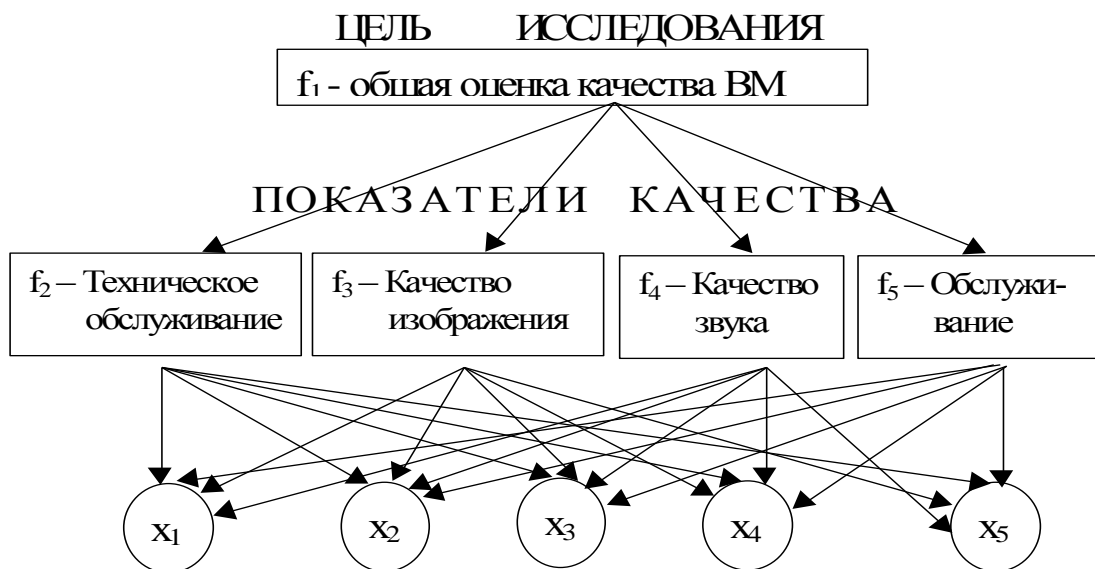 ЦЕЛЬ ИССЛЕДОВАНИЯ
f₁ - обшая оценка качества ВМ
ПОКАЗАТЕЛИ КАЧЕСТВА
f₂ – Техническое
обслуживание
f₃ – Качество
изображения
f₄ – Качество
звука
f₅ – Обслужи-
вание
x₁ x₂ x₃ x₄ x₅